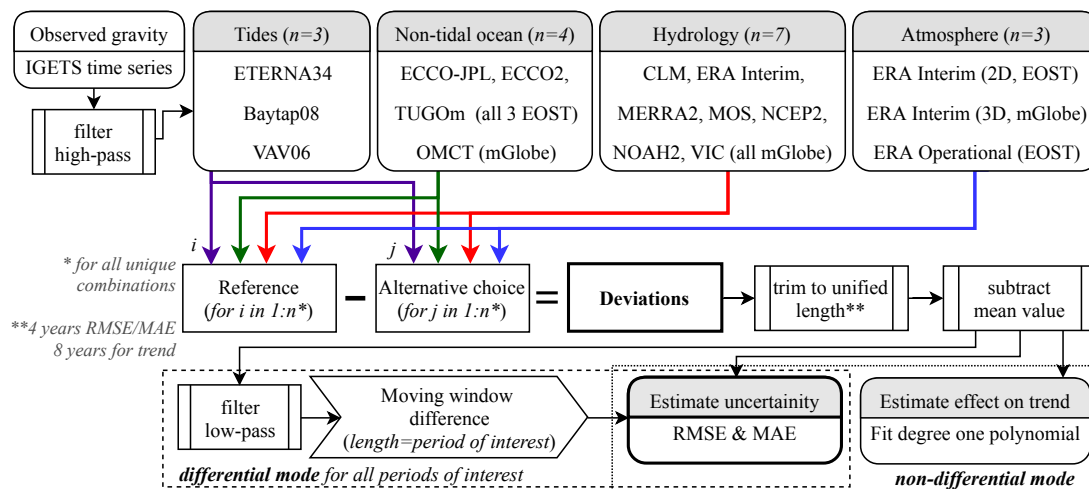 Observed gravity
IGETS time series
filter
high-pass
Tides (n=3)
ETERNA34
Baytap08
VAV06
Non-tidal ocean (n=4)
ECCO-JPL, ECCO2,
TUGOm (all 3 EOST)
OMCT (mGlobe)
Hydrology (n=7)
CLM, ERA Interim,
MERRA2, MOS, NCEP2,
NOAH2, VIC (all mGlobe)
Atmosphere (n=3)
ERA Interim (2D, EOST)
ERA Interim (3D, mGlobe)
ERA Operational (EOST)
i
j
* for all unique
combinations
**4 years RMSE/MAE
8 years for trend
Reference
(for i in 1:n*)
−
Alternative choice
(for j in 1:n*)
=
Deviations
trim to unified
length**
subtract
mean value
filter
low-pass
Moving window
difference
(length=period of interest)
Estimate uncertainity
RMSE & MAE
Estimate effect on trend
Fit degree one polynomial
differential mode for all periods of interest
non-differential mode